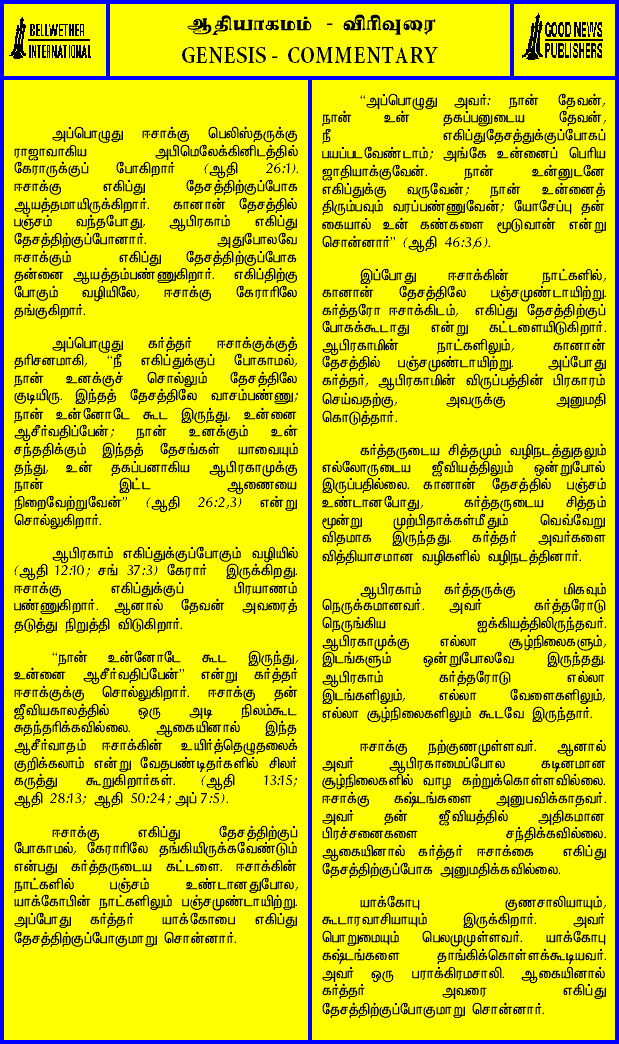 BELLWETHER
INTERNATIONAL
ஆதியாகமம் - விரிவுரை
GENESIS - COMMENTARY
GOOD NEWS
PUBLISHERS
அப்பொழுது ஈசாக்கு பெலிஸ்தருக்கு
ராஜாவாகிய அபிமெலேக்கினிடத்தில்
கேராருக்குப் போகிறார் (ஆதி 26:1).
ஈசாக்கு எகிப்து தேசத்திற்குப்போக
ஆயத்தமாயிருக்கிறார். கானான் தேசத்தில்
பஞ்சம் வந்தபோது, ஆபிரகாம் எகிப்து
தேசத்திற்குப்போனார். அதுபோலவே
ஈசாக்கும் எகிப்து தேசத்திற்குப்போக
தன்னை ஆயத்தம்பண்ணுகிறார். எகிப்திற்கு
போகும் வழியிலே, ஈசாக்கு கேராரிலே
தங்குகிறார்.
அப்பொழுது கர்த்தர் ஈசாக்குக்குத்
தரிசனமாகி, “நீ எகிப்துக்குப் போகாமல்,
நான் உனக்குச் சொல்லும் தேசத்திலே
குடியிரு. இந்தத் தேசத்திலே வாசம்பண்ணு;
நான் உன்னோடே கூட இருந்து, உன்னை
ஆசீர்வதிப்பேன்; நான் உனக்கும் உன்
சந்ததிக்கும் இந்தத் தேசங்கள் யாவையும்
தந்து, உன் தகப்பனாகிய ஆபிரகாமுக்கு
நான் இட்ட ஆணையை
நிறைவேற்றுவேன்” (ஆதி 26:2,3) என்று
சொல்லுகிறார்.
ஆபிரகாம் எகிப்துக்குப்போகும் வழியில்
(ஆதி 12:10; சங் 37:3) கேரார் இருக்கிறது.
ஈசாக்கு எகிப்துக்குப் பிரயாணம்
பண்ணுகிறார். ஆனால் தேவன் அவரைத்
தடுத்து நிறுத்தி விடுகிறார்.
“நான் உன்னோடே கூட இருந்து,
உன்னை ஆசீர்வதிப்பேன்” என்று கர்த்தர்
ஈசாக்குக்கு சொல்லுகிறார். ஈசாக்கு தன்
ஜீவியகாலத்தில் ஒரு அடி நிலம்கூட
சுதந்தரிக்கவில்லை. ஆகையினால் இந்த
ஆசீர்வாதம் ஈசாக்கின் உயிர்த்தெழுதலைக்
குறிக்கலாம் என்று வேதபண்டிதர்களில் சிலர்
கருத்து கூறுகிறார்கள். (ஆதி 13:15;
ஆதி 28:13; ஆதி 50:24; அப் 7:5).
ஈசாக்கு எகிப்து தேசத்திற்குப்
போகாமல், கேராரிலே தங்கியிருக்கவேண்டும்
என்பது கர்த்தருடைய கட்டளை. ஈசாக்கின்
நாட்களில் பஞ்சம் உண்டானதுபோல,
யாக்கோபின் நாட்களிலும் பஞ்சமுண்டாயிற்று.
அப்போது கர்த்தர் யாக்கோபை எகிப்து
தேசத்திற்குப்போகுமாறு சொன்னார்.
“அப்பொழுது அவர்: நான் தேவன்,
நான் உன் தகப்பனுடைய தேவன்,
நீ எகிப்துதேசத்துக்குப்போகப்
பயப்படவேண்டாம்; அங்கே உன்னைப் பெரிய
ஜாதியாக்குவேன். நான் உன்னுடனே
எகிப்துக்கு வருவேன்; நான் உன்னைத்
திரும்பவும் வரப்பண்ணுவேன்; யோசேப்பு தன்
கையால் உன் கண்களை மூடுவான் என்று
சொன்னார்” (ஆதி 46:3,6).
இப்போது ஈசாக்கின் நாட்களில்,
கானான் தேசத்திலே பஞ்சமுண்டாயிற்று.
கர்த்தரோ ஈசாக்கிடம், எகிப்து தேசத்திற்குப்
போகக்கூடாது என்று கட்டளையிடுகிறார்.
ஆபிரகாமின் நாட்களிலும், கானான்
தேசத்தில் பஞ்சமுண்டாயிற்று. அப்போது
கர்த்தர், ஆபிரகாமின் விருப்பத்தின் பிரகாரம்
செய்வதற்கு, அவருக்கு அனுமதி
கொடுத்தார்.
கர்த்தருடைய சித்தமும் வழிநடத்துதலும்
எல்லோருடைய ஜீவியத்திலும் ஒன்றுபோல்
இருப்பதில்லை. கானான் தேசத்தில் பஞ்சம்
உண்டானபோது, கர்த்தருடைய சித்தம்
மூன்று முற்பிதாக்கள்மீதும் வெவ்வேறு
விதமாக இருந்தது. கர்த்தர் அவர்களை
வித்தியாசமான வழிகளில் வழிநடத்தினார்.
ஆபிரகாம் கர்த்தருக்கு மிகவும்
நெருக்கமானவர். அவர் கர்த்தரோடு
நெருங்கிய ஐக்கியத்திலிருந்தவர்.
ஆபிரகாமுக்கு எல்லா சூழ்நிலைகளும்,
இடங்களும் ஒன்றுபோலவே இருந்தது.
ஆபிரகாம் கர்த்தரோடு எல்லா
இடங்களிலும், எல்லா வேளைகளிலும்,
எல்லா சூழ்நிலைகளிலும் கூடவே இருந்தார்.
ஈசாக்கு நற்குணமுள்ளவர். ஆனால்
அவர் ஆபிரகாமைப்போல கடினமான
சூழ்நிலைகளில் வாழ கற்றுக்கொள்ளவில்லை.
ஈசாக்கு கஷ்டங்களை அனுபவிக்காதவர்.
அவர் தன் ஜீவியத்தில் அதிகமான
பிரச்சனைகளை சந்திக்கவில்லை.
ஆகையினால் கர்த்தர் ஈசாக்கை எகிப்து
தேசத்திற்குப்போக அனுமதிக்கவில்லை.
யாக்கோபு குணசாலியாயும்,
கூடாரவாசியாயும் இருக்கிறார். அவர்
பொறுமையும் பெலமுமுள்ளவர். யாக்கோபு
கஷ்டங்களை தாங்கிக்கொள்ளக்கூடியவர்.
அவர் ஒரு பராக்கிரமசாலி. ஆகையினால்
கர்த்தர் அவரை எகிப்து
தேசத்திற்குப்போகுமாறு சொன்னார்.